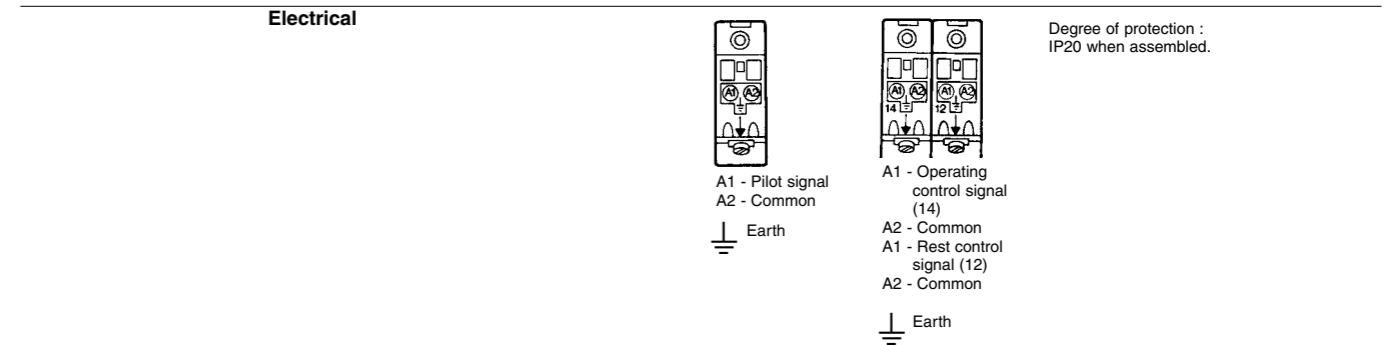 Electrical
A1 A2
A1 A2 A1 A2
14 12
A1 - Pilot signal
A2 - Common
Earth
A1 - Operating
control signal
(14)
A2 - Common
A1 - Rest control
signal (12)
A2 - Common
Earth
Degree of protection :
IP20 when assembled.